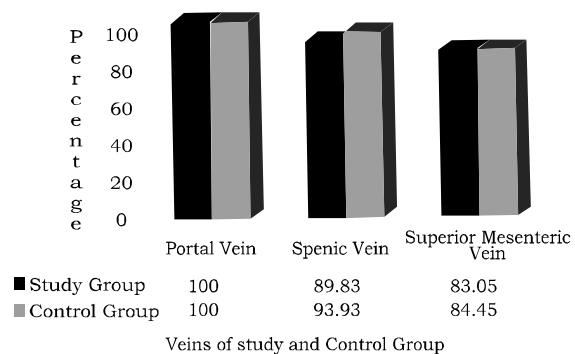 Percentage
100
80
60
40
20
0
Portal Vein Spenic Vein Superior Mesenteric Vein
Study Group 100 89.83 83.05
Control Group 100 93.93 84.45
Veins of study and Control Group